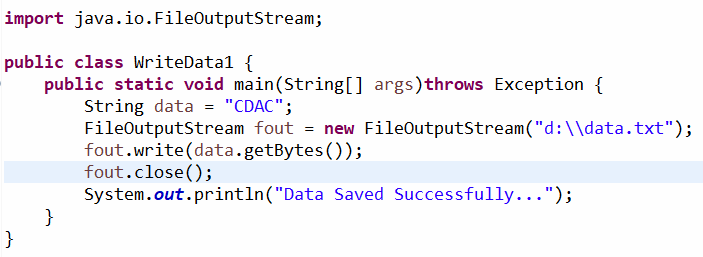 import java.io.FileOutputStream;
public class WriteData1 {
public static void main(String[] args)throws Exception {
String data = "CDAC";
FileOutputStream fout = new FileOutputStream("d:\\data.txt");
fout.write(data.getBytes());
fout.close();
System.out.println("Data Saved Successfully...");
}
}